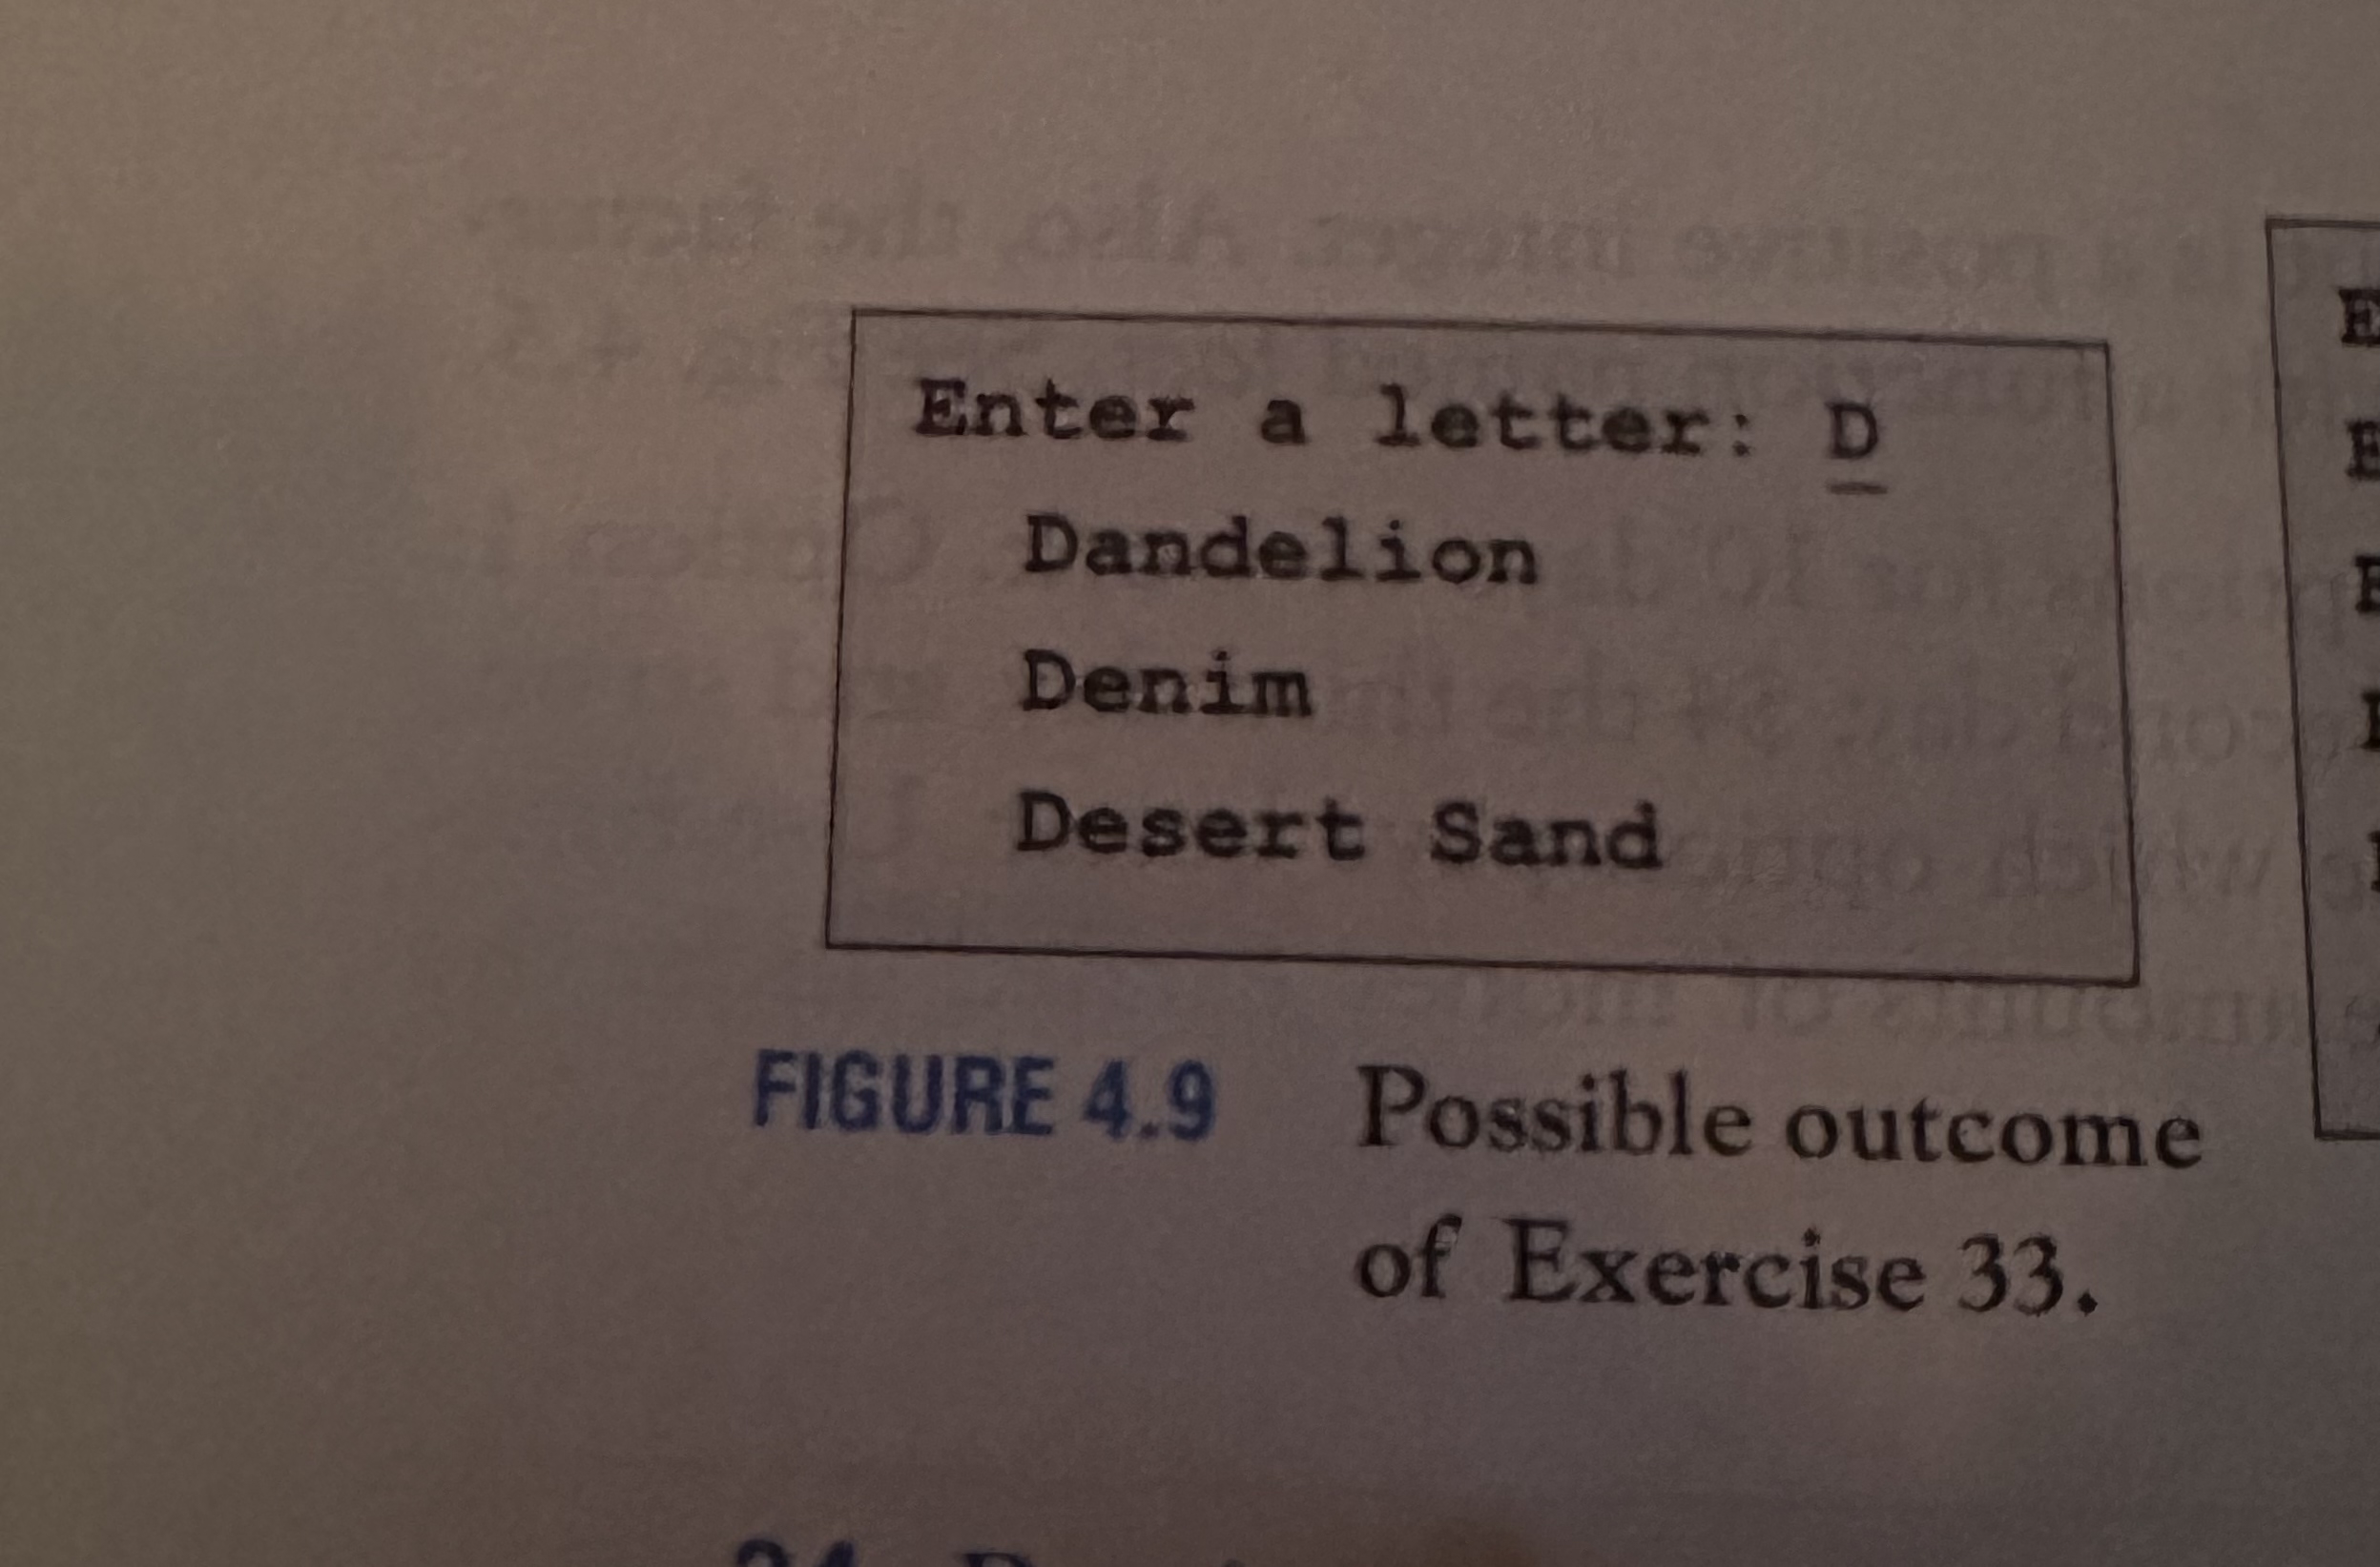 Enter a letter: D
Dandelion
Denim
Desert Sand
FIGURE 4.9 Possible outcome
of Exercise 33.